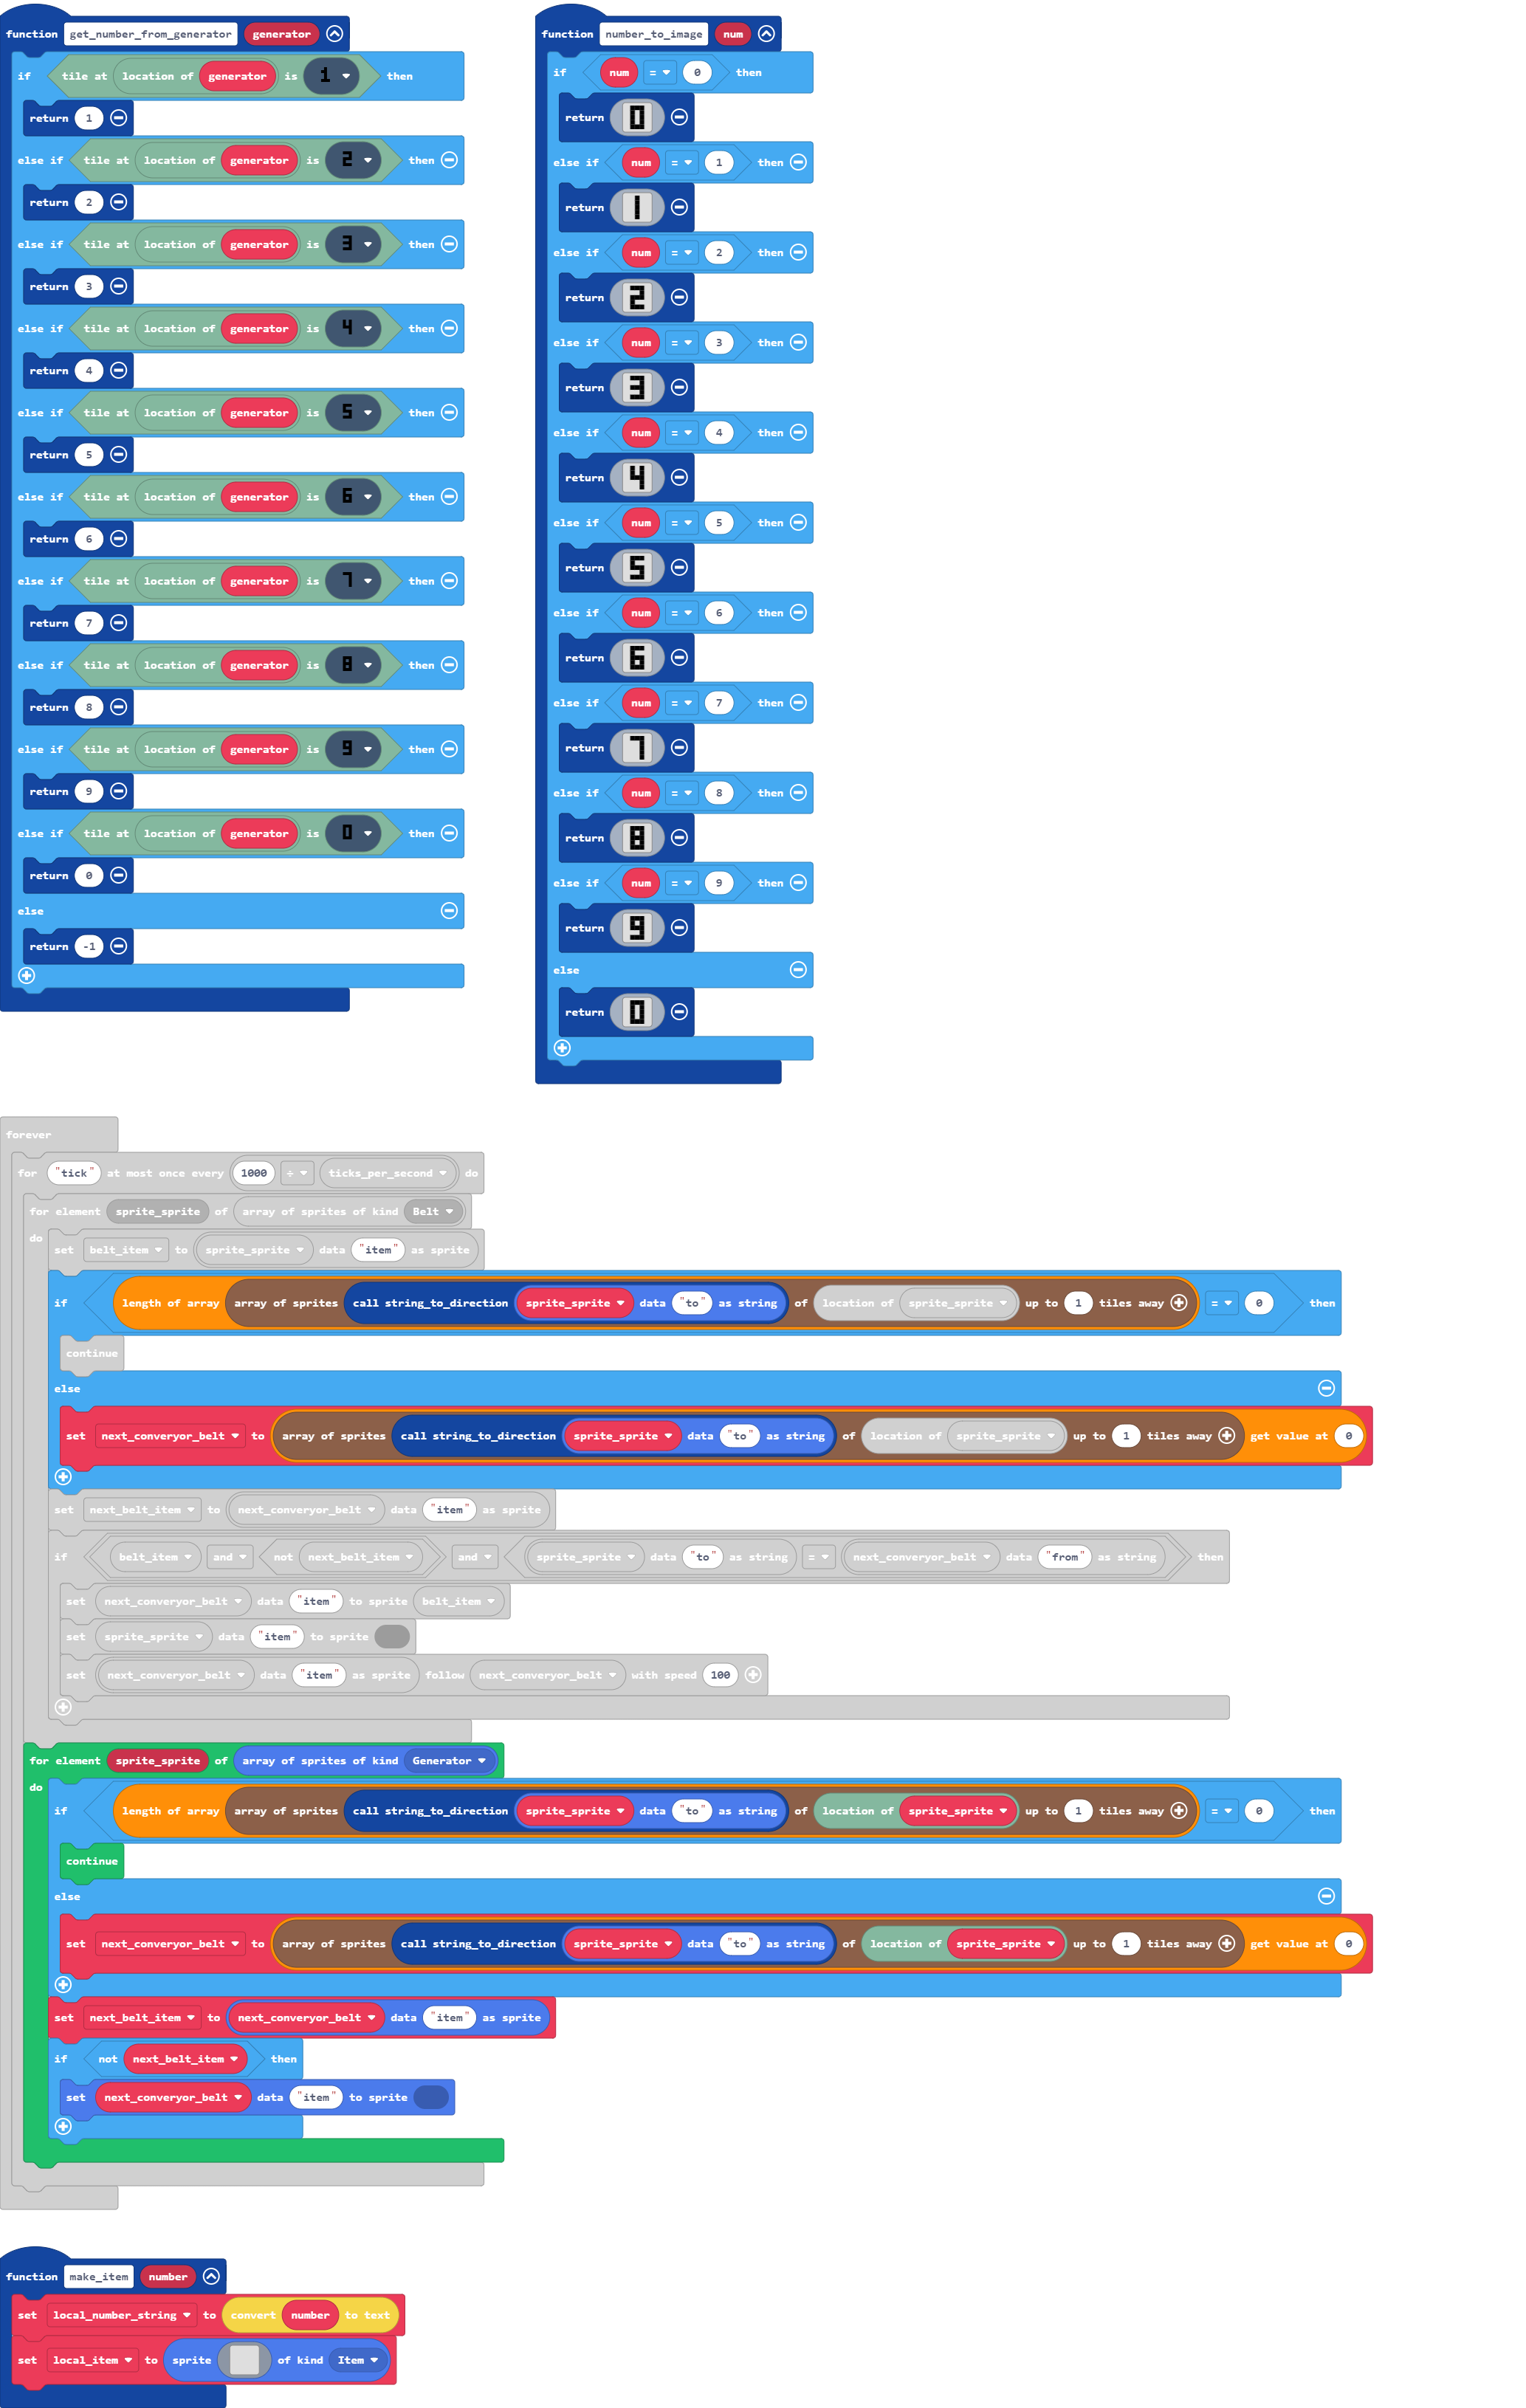 function get_number_from_generator generator
if tile at location of generator is 1 then
return 1
else if tile at location of generator is 2 then
return 2
else if tile at location of generator is 3 then
return 3
else if tile at location of generator is 4 then
return 4
else if tile at location of generator is 5 then
return 5
else if tile at location of generator is 6 then
return 6
else if tile at location of generator is 7 then
return 7
else if tile at location of generator is 8 then
return 8
else if tile at location of generator is 9 then
return 9
else if tile at location of generator is 0 then
return 0
else
return -1
function number_to_image num
if num = 0 then
return 0
else if num = 1 then
return 1
else if num = 2 then
return 2
else if num = 3 then
return 3
else if num = 4 then
return 4
else if num = 5 then
return 5
else if num = 6 then
return 6
else if num = 7 then
return 7
else if num = 8 then
return 8
else if num = 9 then
return 9
else
return 0
forever
for "tick" at most once every 1000 ÷ ticks_per_second do
for element sprite_sprite of array of sprites of kind Belt
do
set belt_item to sprite_sprite data "item" as sprite
if length of array array of sprites call string_to_direction sprite_sprite data "to" as string of location of sprite_sprite up to 1 tiles away = 0 then
continue
else
set next_converyor_belt to array of sprites call string_to_direction sprite_sprite data "to" as string of location of sprite_sprite up to 1 tiles away get value at 0
set next_belt_item to next_converyor_belt data "item" as sprite
if belt_item and not next_belt_item and sprite_sprite data "to" as string = next_converyor_belt data "from" as string then
set next_converyor_belt data "item" to sprite belt_item
set sprite_sprite data "item" to sprite
set next_converyor_belt data "item" as sprite follow next_converyor_belt with speed 100
for element sprite_sprite of array of sprites of kind Generator
do
if length of array array of sprites call string_to_direction sprite_sprite data "to" as string of location of sprite_sprite up to 1 tiles away = 0 then
continue
else
set next_converyor_belt to array of sprites call string_to_direction sprite_sprite data "to" as string of location of sprite_sprite up to 1 tiles away get value at 0
set next_belt_item to next_converyor_belt data "item" as sprite
if not next_belt_item then
set next_converyor_belt data "item" to sprite
function make_item number
set local_number_string to convert number to text
set local_item to sprite of kind Item